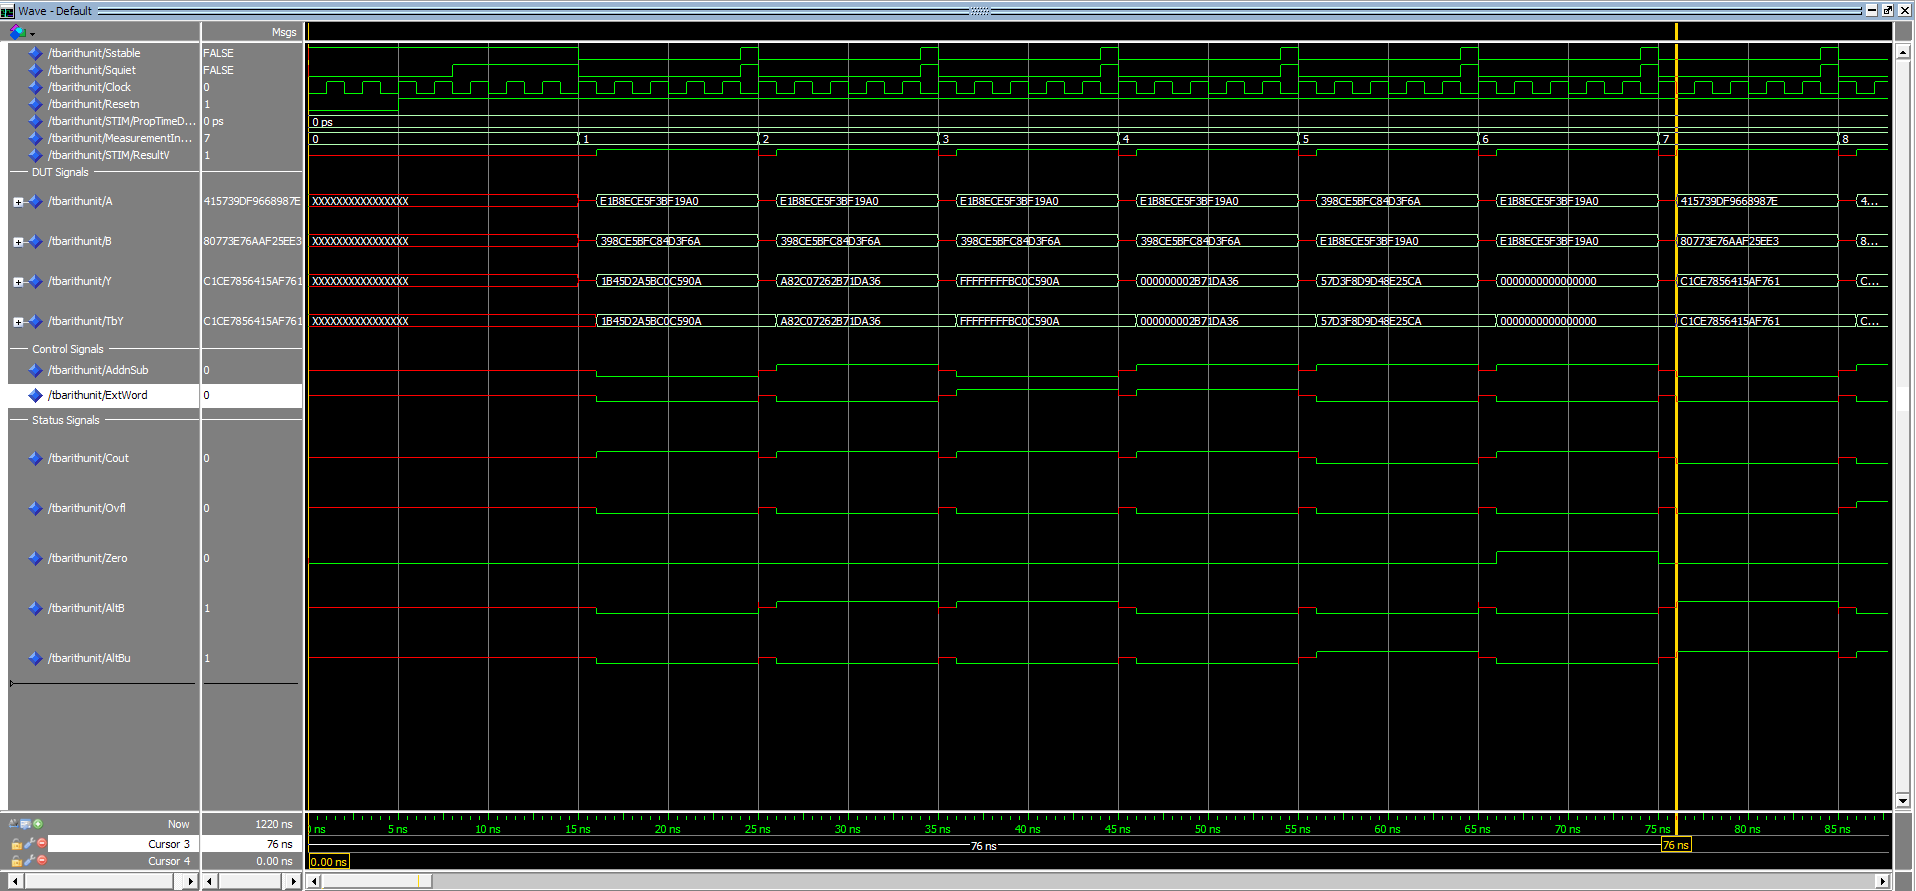 Wave - Default
Msgs
/tbarithunit/Sstable FALSE
/tbarithunit/Squiet FALSE
/tbarithunit/Clock 0
/tbarithunit/Resetn 1
/tbarithunit/STIM/PropTimeD... 0 ps 0 ps
/tbarithunit/MeasurementIn... 7 0 1 2 3 4 5 6 7 8
/tbarithunit/STIM/ResultV 1
DUT Signals
/tbarithunit/A 415739DF9668987E XXXXXXXXXXXXXXXX E1B8ECE5F3BF19A0 E1B8ECE5F3BF19A0 E1B8ECE5F3BF19A0 E1B8ECE5F3BF19A0 398CE5BFC84D3F6A E1B8ECE5F3BF19A0 415739DF9668987E 4...
/tbarithunit/B 80773E76AAF25EE3 XXXXXXXXXXXXXXXX 398CE5BFC84D3F6A 398CE5BFC84D3F6A 398CE5BFC84D3F6A 398CE5BFC84D3F6A E1B8ECE5F3BF19A0 E1B8ECE5F3BF19A0 80773E76AAF25EE3 8...
/tbarithunit/Y C1CE7856415AF761 XXXXXXXXXXXXXXXX 1B45D2A5BC0C590A A82C07262B71DA36 FFFFFFFFBC0C590A 000000002B71DA36 57D3F8D9D48E25CA 0000000000000000 C1CE7856415AF761 C...
/tbarithunit/TbY C1CE7856415AF761 XXXXXXXXXXXXXXXX 1B45D2A5BC0C590A A82C07262B71DA36 FFFFFFFFBC0C590A 000000002B71DA36 57D3F8D9D48E25CA 0000000000000000 C1CE7856415AF761 C...
Control Signals
/tbarithunit/AddnSub 0
/tbarithunit/ExtWord 0
Status Signals
/tbarithunit/Cout 0
/tbarithunit/Ovfl 0
/tbarithunit/Zero 0
/tbarithunit/AltB 1
/tbarithunit/AltBu 1
Now 1220 ns ns 5 ns 10 ns 15 ns 20 ns 25 ns 30 ns 35 ns 40 ns 45 ns 50 ns 55 ns 60 ns 65 ns 70 ns 75 ns 80 ns 85 ns
Cursor 3 76 ns 76 ns 76 ns
Cursor 4 0.00 ns 0.00 ns